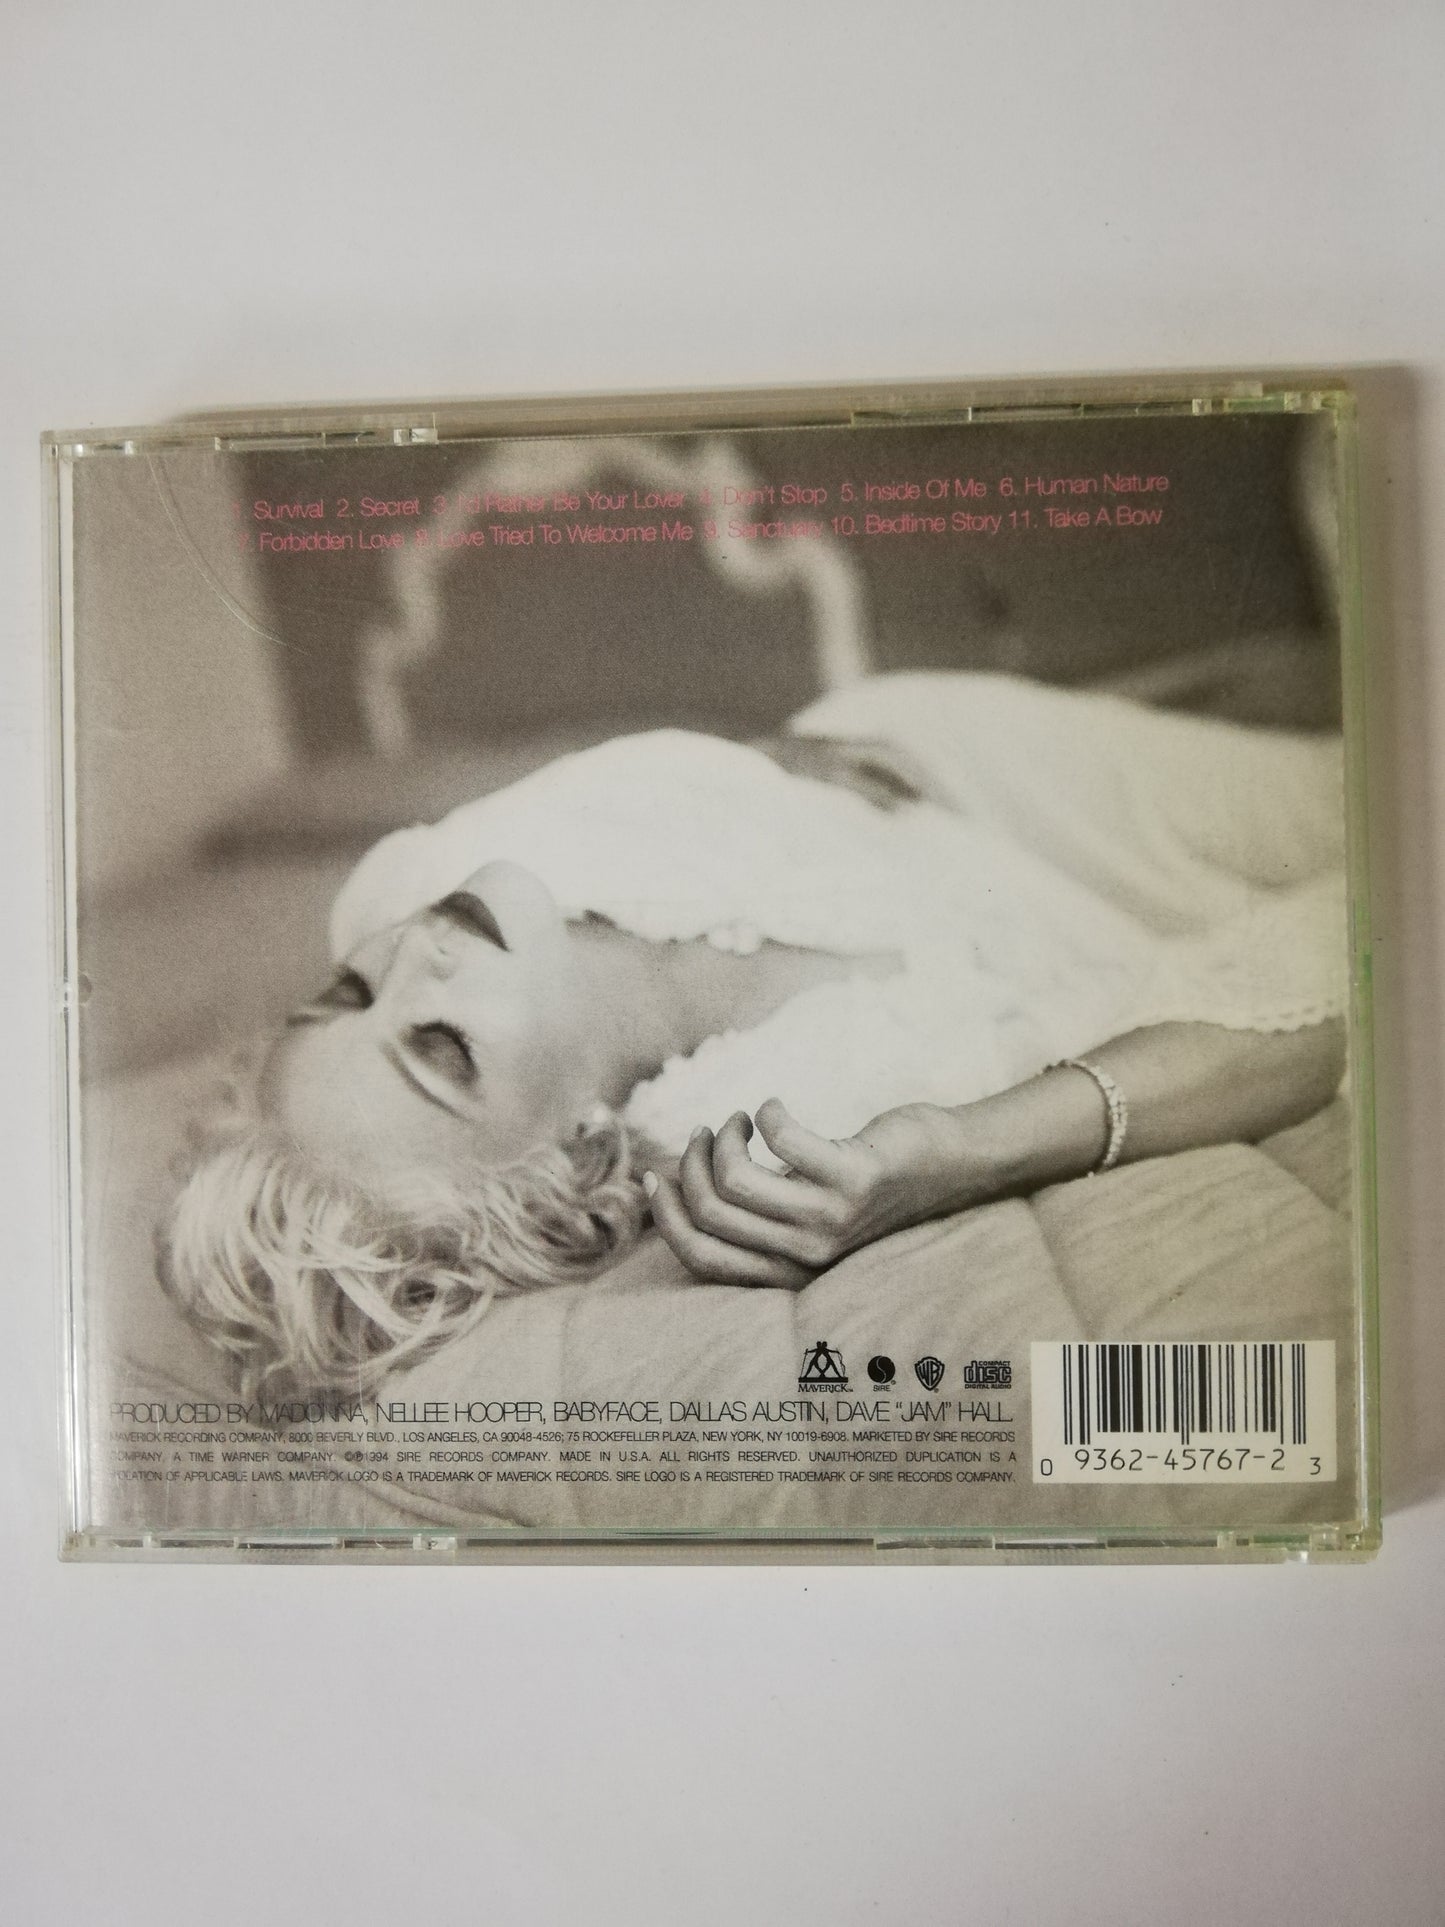 1. Survival 2. Secret 3. I'd Rather Be Your Lover 4. Don't Stop 5. Inside Of Me 6. Human Nature
7. Forbidden Love 8. Love Tried To Welcome Me 9. Sanctuary 10. Bedtime Story 11. Take A Bow
MAVERICK™ SIRE ® WB ® COMPACT disc DIGITAL AUDIO
PRODUCED BY MADONNA, NELLEE HOOPER, BABYFACE, DALLAS AUSTIN, DAVE "JAM" HALL.
MAVERICK RECORDING COMPANY, 8000 BEVERLY BLVD., LOS ANGELES, CA 90048-4526; 75 ROCKEFELLER PLAZA, NEW YORK, NY 10019-6908. MARKETED BY SIRE RECORDS
COMPANY, A TIME WARNER COMPANY. ©℗1994 SIRE RECORDS COMPANY. MADE IN U.S.A. ALL RIGHTS RESERVED. UNAUTHORIZED DUPLICATION IS A
VIOLATION OF APPLICABLE LAWS. MAVERICK LOGO IS A TRADEMARK OF MAVERICK RECORDS. SIRE LOGO IS A REGISTERED TRADEMARK OF SIRE RECORDS COMPANY.
0 9362-45767-2 3